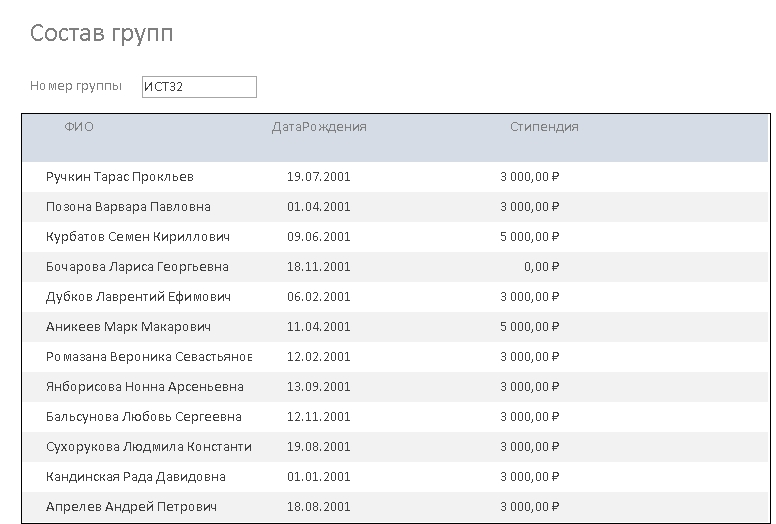 Состав групп
Номер группы ИСТ32
ФИО ДатаРождения Стипендия
Ручкин Тарас Прокльев 19.07.2001 3 000,00 ₽
Позона Варвара Павловна 01.04.2001 3 000,00 ₽
Курбатов Семен Кириллович 09.06.2001 5 000,00 ₽
Бочарова Лариса Георгьевна 18.11.2001 0,00 ₽
Дубков Лаврентий Ефимович 06.02.2001 3 000,00 ₽
Аникеев Марк Макарович 11.04.2001 5 000,00 ₽
Ромазана Вероника Севастьянов 12.02.2001 3 000,00 ₽
Янборисова Нонна Арсеньевна 13.09.2001 3 000,00 ₽
Бальсунова Любовь Сергеевна 12.11.2001 3 000,00 ₽
Сухорукова Людмила Константи 19.08.2001 3 000,00 ₽
Кандинская Рада Давидовна 01.01.2001 3 000,00 ₽
Апрелев Андрей Петрович 18.08.2001 3 000,00 ₽